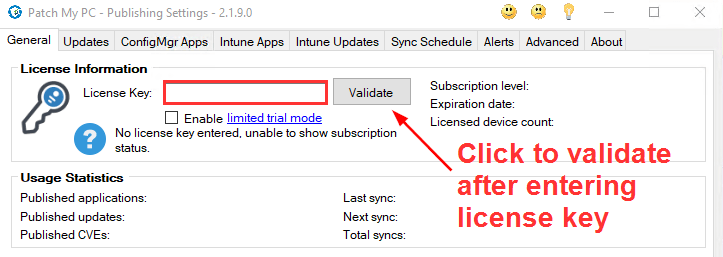 Patch My PC - Publishing Settings - 2.1.9.0
General Updates ConfigMgr Apps Intune Apps Intune Updates Sync Schedule Alerts Advanced About
License Information
License Key: Validate
Enable limited trial mode
No license key entered, unable to show subscription
status.
Subscription level:
Expiration date:
Licensed device count:
Click to validate
after entering
license key
Usage Statistics
Published applications: Last sync:
Published updates: Next sync:
Published CVEs: Total syncs: